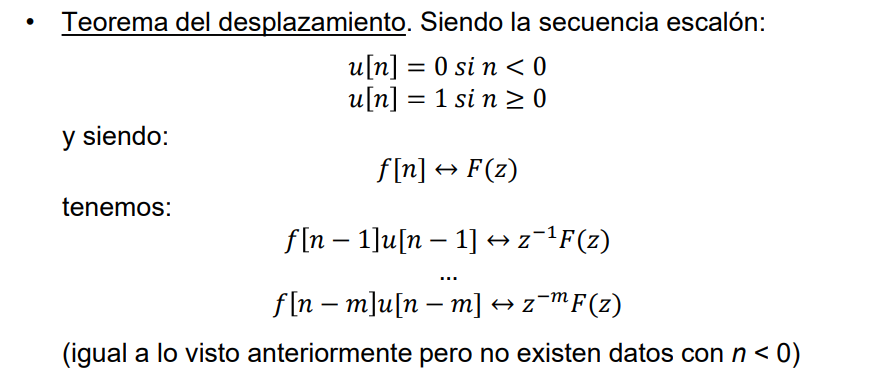 • Teorema del desplazamiento. Siendo la secuencia escalón:
u[n] = 0 si n < 0
u[n] = 1 si n ≥ 0
y siendo:
f[n] ↔ F(z)
tenemos:
f[n − 1]u[n − 1] ↔ z⁻¹F(z)
...
f[n − m]u[n − m] ↔ z⁻ᵐF(z)
(igual a lo visto anteriormente pero no existen datos con n < 0)